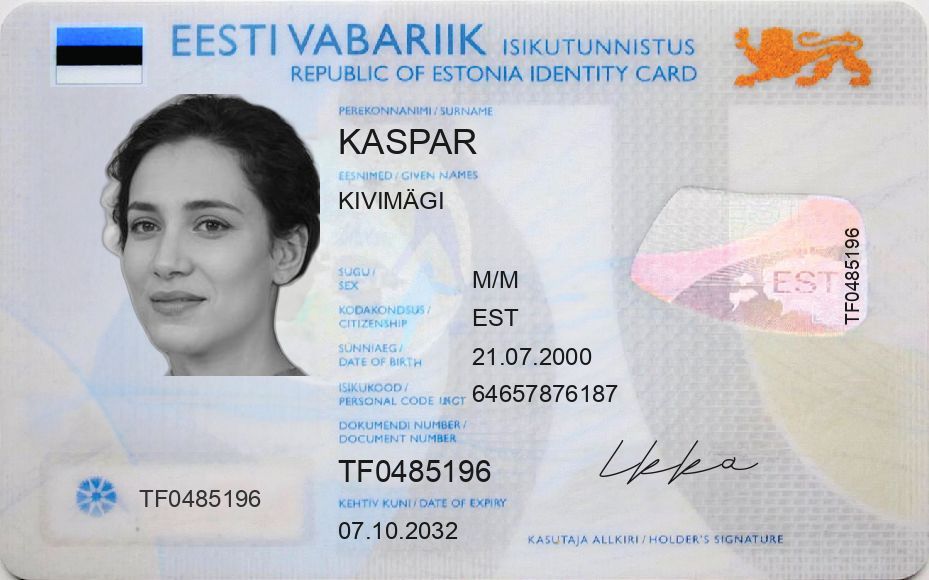 EESTI VABARIIK ISIKUTUNNISTUS
REPUBLIC OF ESTONIA IDENTITY CARD
PEREKONNANIMI / SURNAME
KASPAR
EESNIMED / GIVEN NAMES
KIVIMÄGI
SUGU /
SEX
M/M
KODAKONDSUS /
CITIZENSHIP
EST
SÜNNIAEG /
DATE OF BIRTH
21.07.2000
ISIKUKOOD /
PERSONAL CODE
64657876187
DOKUMENDI NUMBER /
DOCUMENT NUMBER
TF0485196
KEHTIV KUNI / DATE OF EXPIRY
07.10.2032
TF0485196
EST
TF0485196
KASUTAJA ALLKIRI / HOLDER'S SIGNATURE